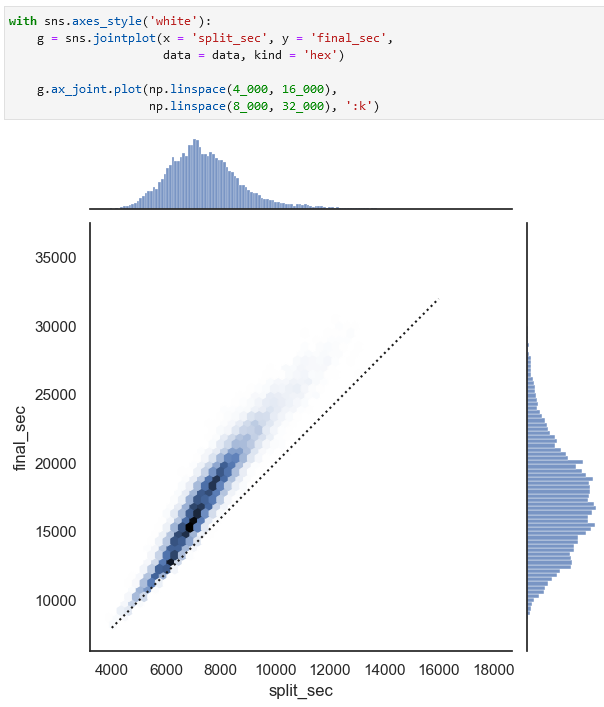 with sns.axes_style('white'):
    g = sns.jointplot(x = 'split_sec', y = 'final_sec',
                      data = data, kind = 'hex')
    g.ax_joint.plot(np.linspace(4_000, 16_000),
                    np.linspace(8_000, 32_000), ':k')
35000
30000
25000
20000
15000
10000
final_sec
4000 6000 8000 10000 12000 14000 16000 18000
split_sec